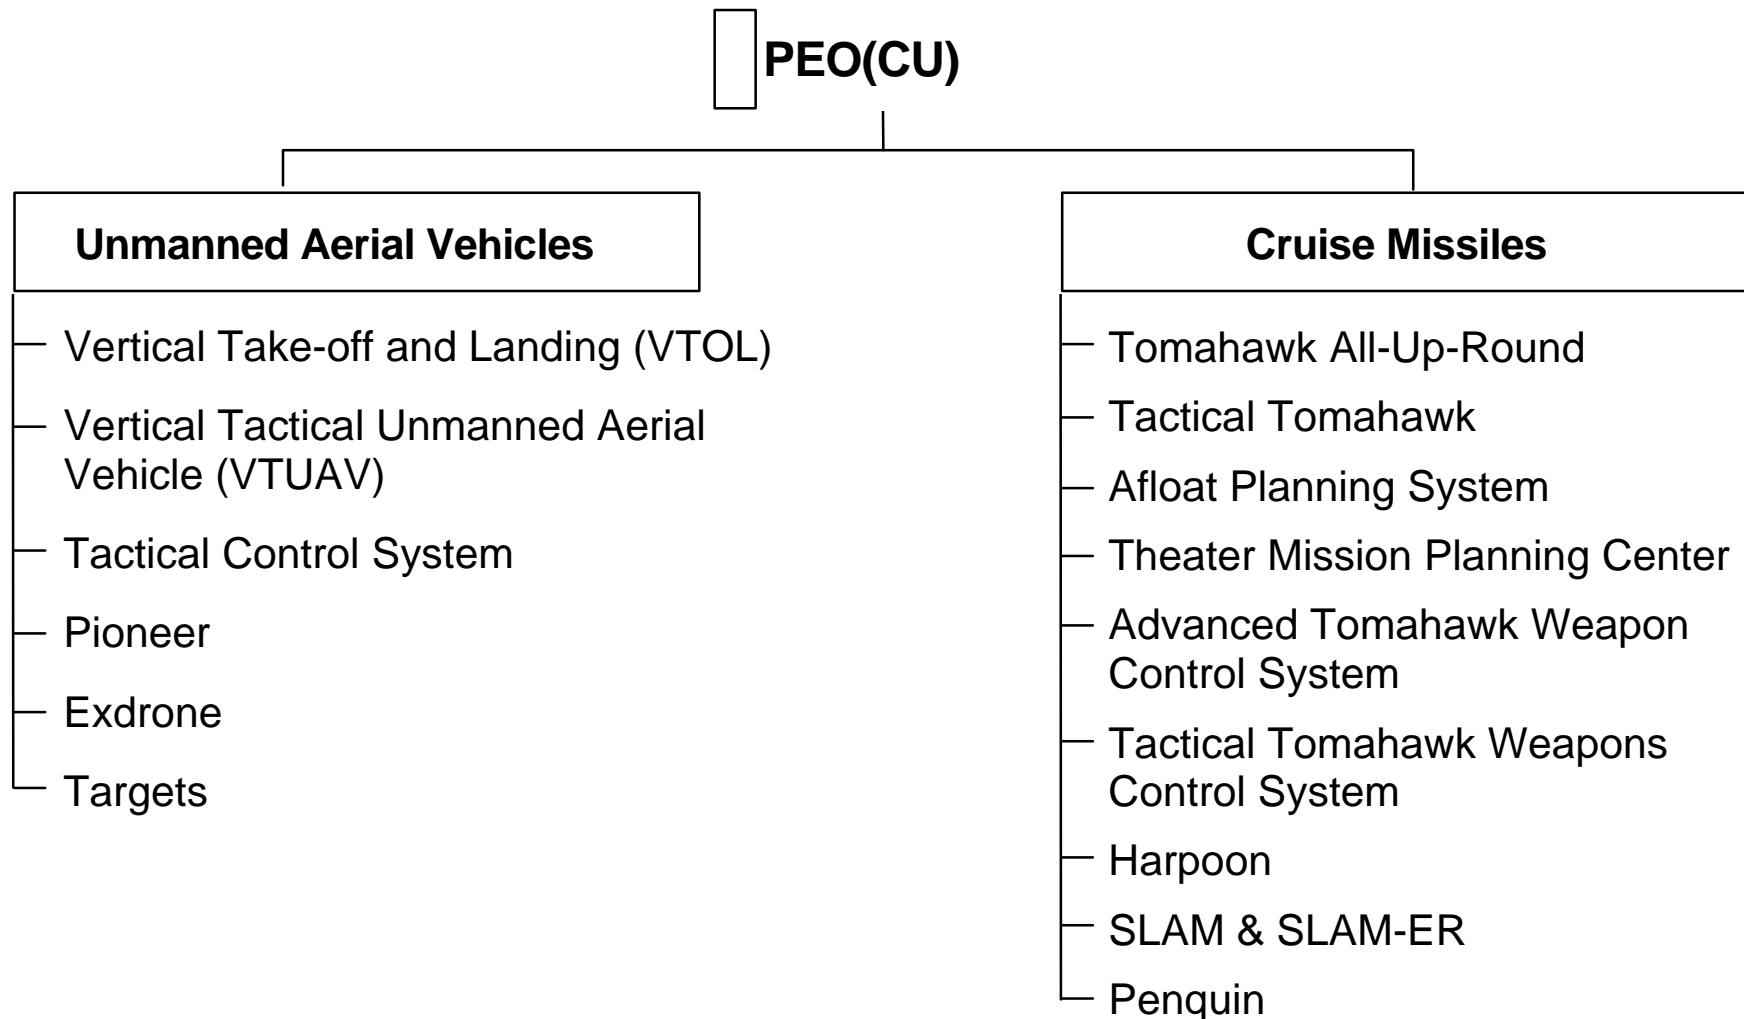 PEO(CU)
Unmanned Aerial Vehicles
Vertical Take-off and Landing (VTOL)
Vertical Tactical Unmanned Aerial
Vehicle (VTUAV)
Tactical Control System
Pioneer
Exdrone
Targets
Cruise Missiles
Tomahawk All-Up-Round
Tactical Tomahawk
Afloat Planning System
Theater Mission Planning Center
Advanced Tomahawk Weapon
Control System
Tactical Tomahawk Weapons
Control System
Harpoon
SLAM & SLAM-ER
Penquin